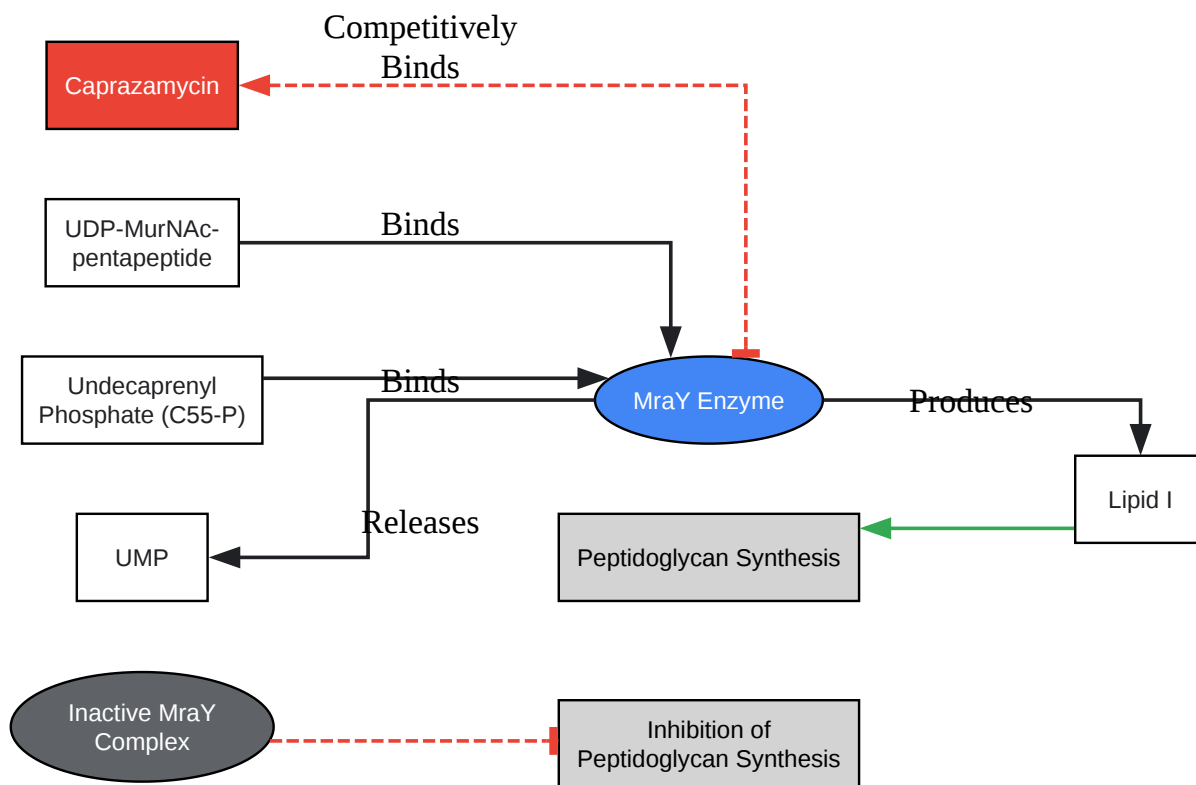 Competitively
Binds
Caprazamycin
UDP-MurNAc-
pentapeptide
Binds
Undecaprenyl
Phosphate (C55-P)
Binds
MraY Enzyme
Produces
Lipid I
Releases
UMP
Peptidoglycan Synthesis
Inactive MraY
Complex
Inhibition of
Peptidoglycan Synthesis